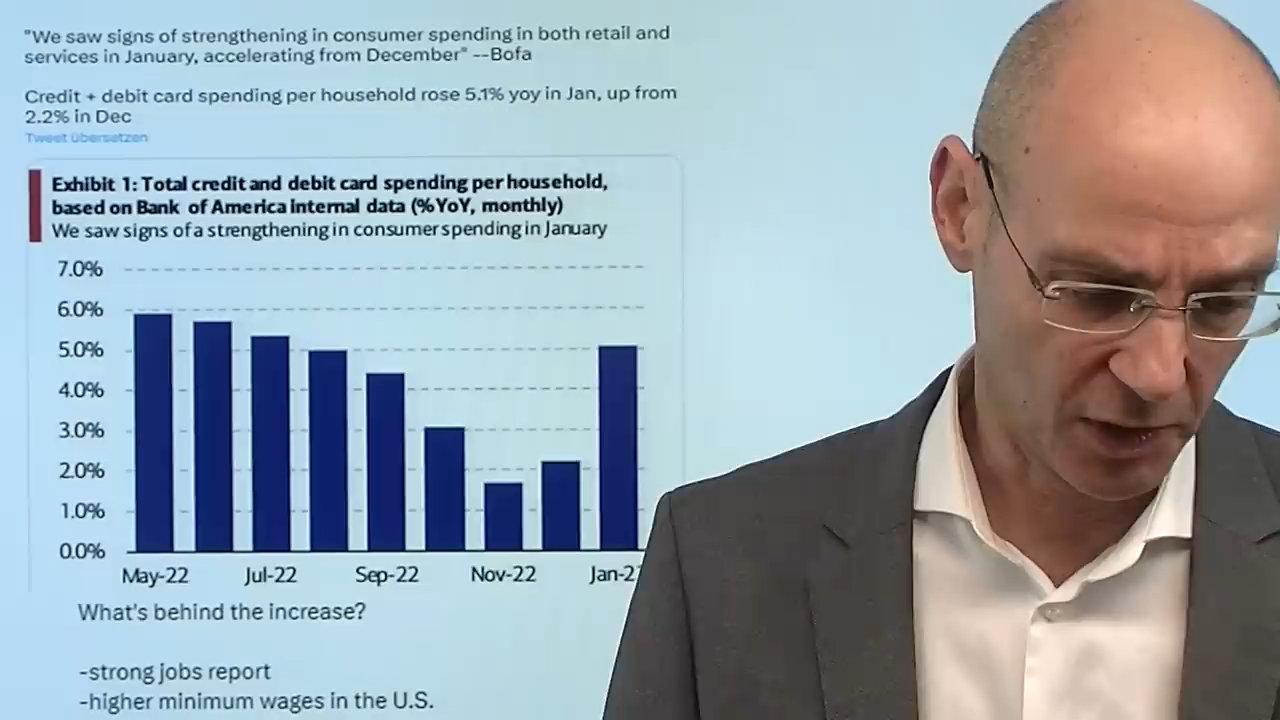 "We saw signs of strengthening in consumer spending in both retail and
services in January, accelerating from December" --Bofa
Credit + debit card spending per household rose 5.1% yoy in Jan, up from
2.2% in Dec
Tweet übersetzen
Exhibit 1: Total credit and debit card spending per household,
based on Bank of America internal data (%YoY, monthly)
We saw signs of a strengthening in consumer spending in January
7.0%
6.0%
5.0%
4.0%
3.0%
2.0%
1.0%
0.0%
May-22 Jul-22 Sep-22 Nov-22 Jan-2
What's behind the increase?
-strong jobs report
-higher minimum wages in the U.S.